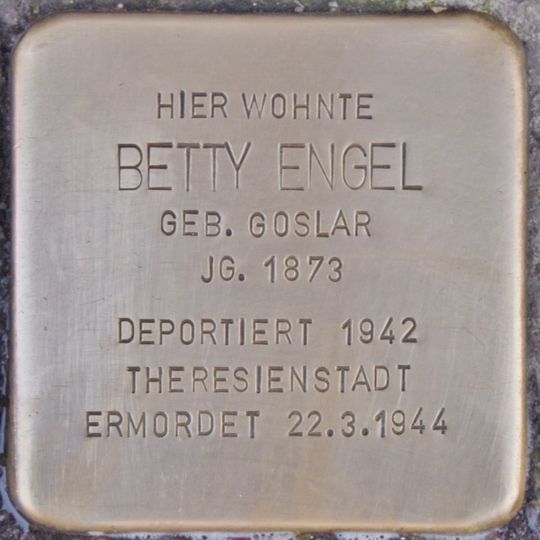 HIER WOHNTE
BETTY ENGEL
GEB. GOSLAR
JG. 1873
DEPORTIERT 1942
THERESIENSTADT
ERMORDET 22.3.1944